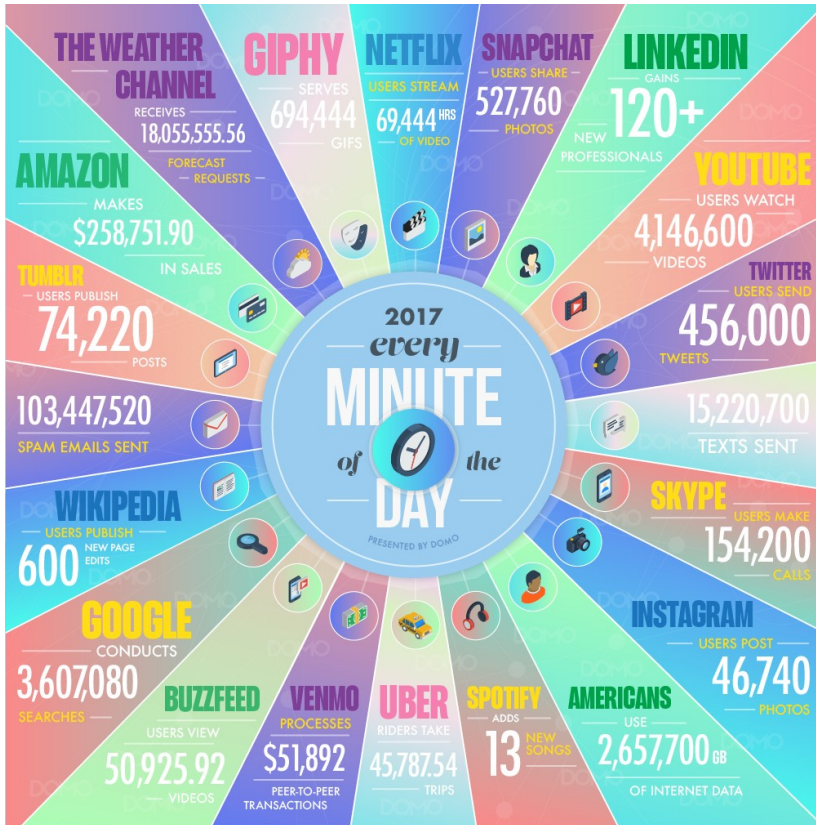 THE WEATHER
CHANNEL
RECEIVES
18,055,555.56
FORECAST
REQUESTS
GIPHY
SERVES
694,444
GIFS
NETFLIX
USERS STREAM
69,444 HRS
OF VIDEO
SNAPCHAT
USERS SHARE
527,760
PHOTOS
LINKEDIN
GAINS
120+
NEW
PROFESSIONALS
YOUTUBE
USERS WATCH
4,146,600
VIDEOS
TWITTER
USERS SEND
456,000
TWEETS
15,220,700
TEXTS SENT
SKYPE
USERS MAKE
154,200
CALLS
INSTAGRAM
USERS POST
46,740
PHOTOS
AMERICANS
USE
2,657,700 GB
OF INTERNET DATA
SPOTIFY
ADDS
13 NEW
SONGS
UBER
RIDERS TAKE
45,787.54
TRIPS
VENMO
PROCESSES
$51,892
PEER-TO-PEER
TRANSACTIONS
BUZZFEED
USERS VIEW
50,925.92
VIDEOS
GOOGLE
CONDUCTS
3,607,080
SEARCHES
WIKIPEDIA
USERS PUBLISH
600 NEW PAGE
EDITS
103,447,520
SPAM EMAILS SENT
TUMBLR
USERS PUBLISH
74,220
POSTS
AMAZON
MAKES
$258,751.90
IN SALES
2017
every
MINUTE
of the
DAY
PRESENTED BY DOMO
DOMO